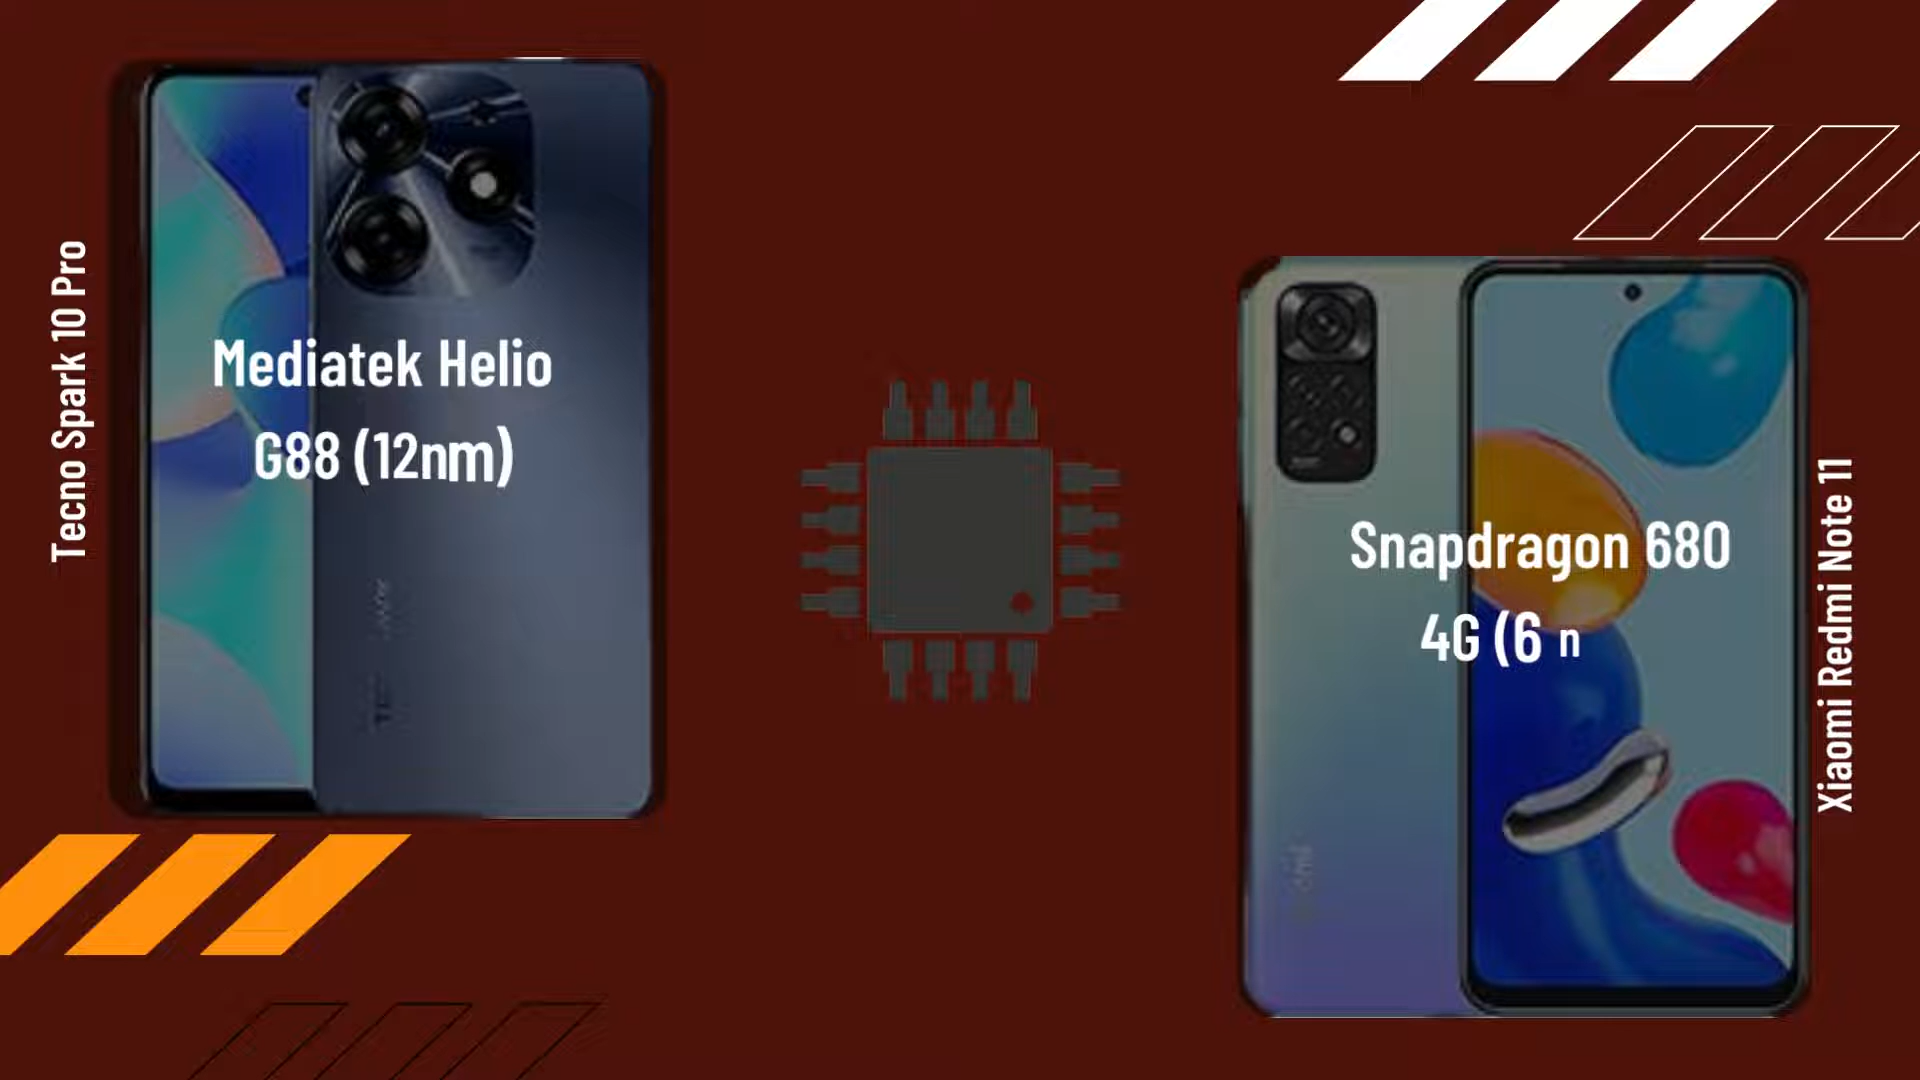 Tecno Spark 10 Pro
Mediatek Helio
G88 (12nm)
Snapdragon 680
4G (6 n
Xiaomi Redmi Note 11